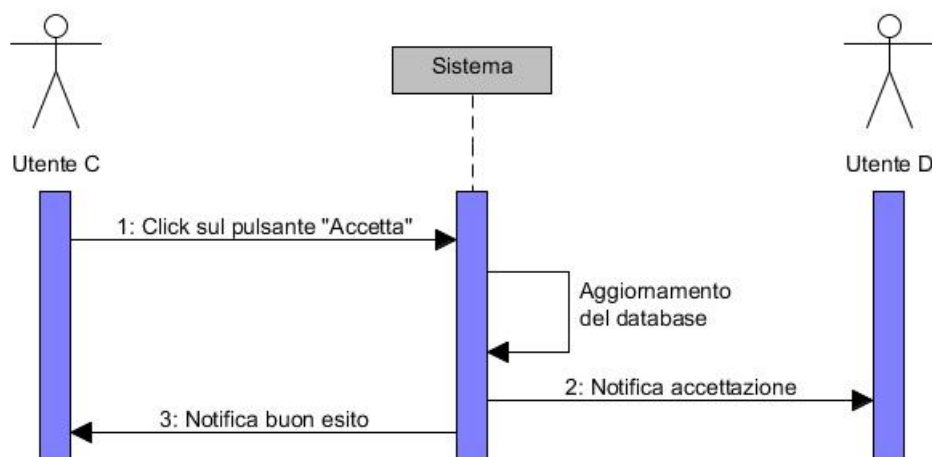 Sistema
Utente C
Utente D
1: Click sul pulsante "Accetta"
Aggiornamento
del database
2: Notifica accettazione
3: Notifica buon esito